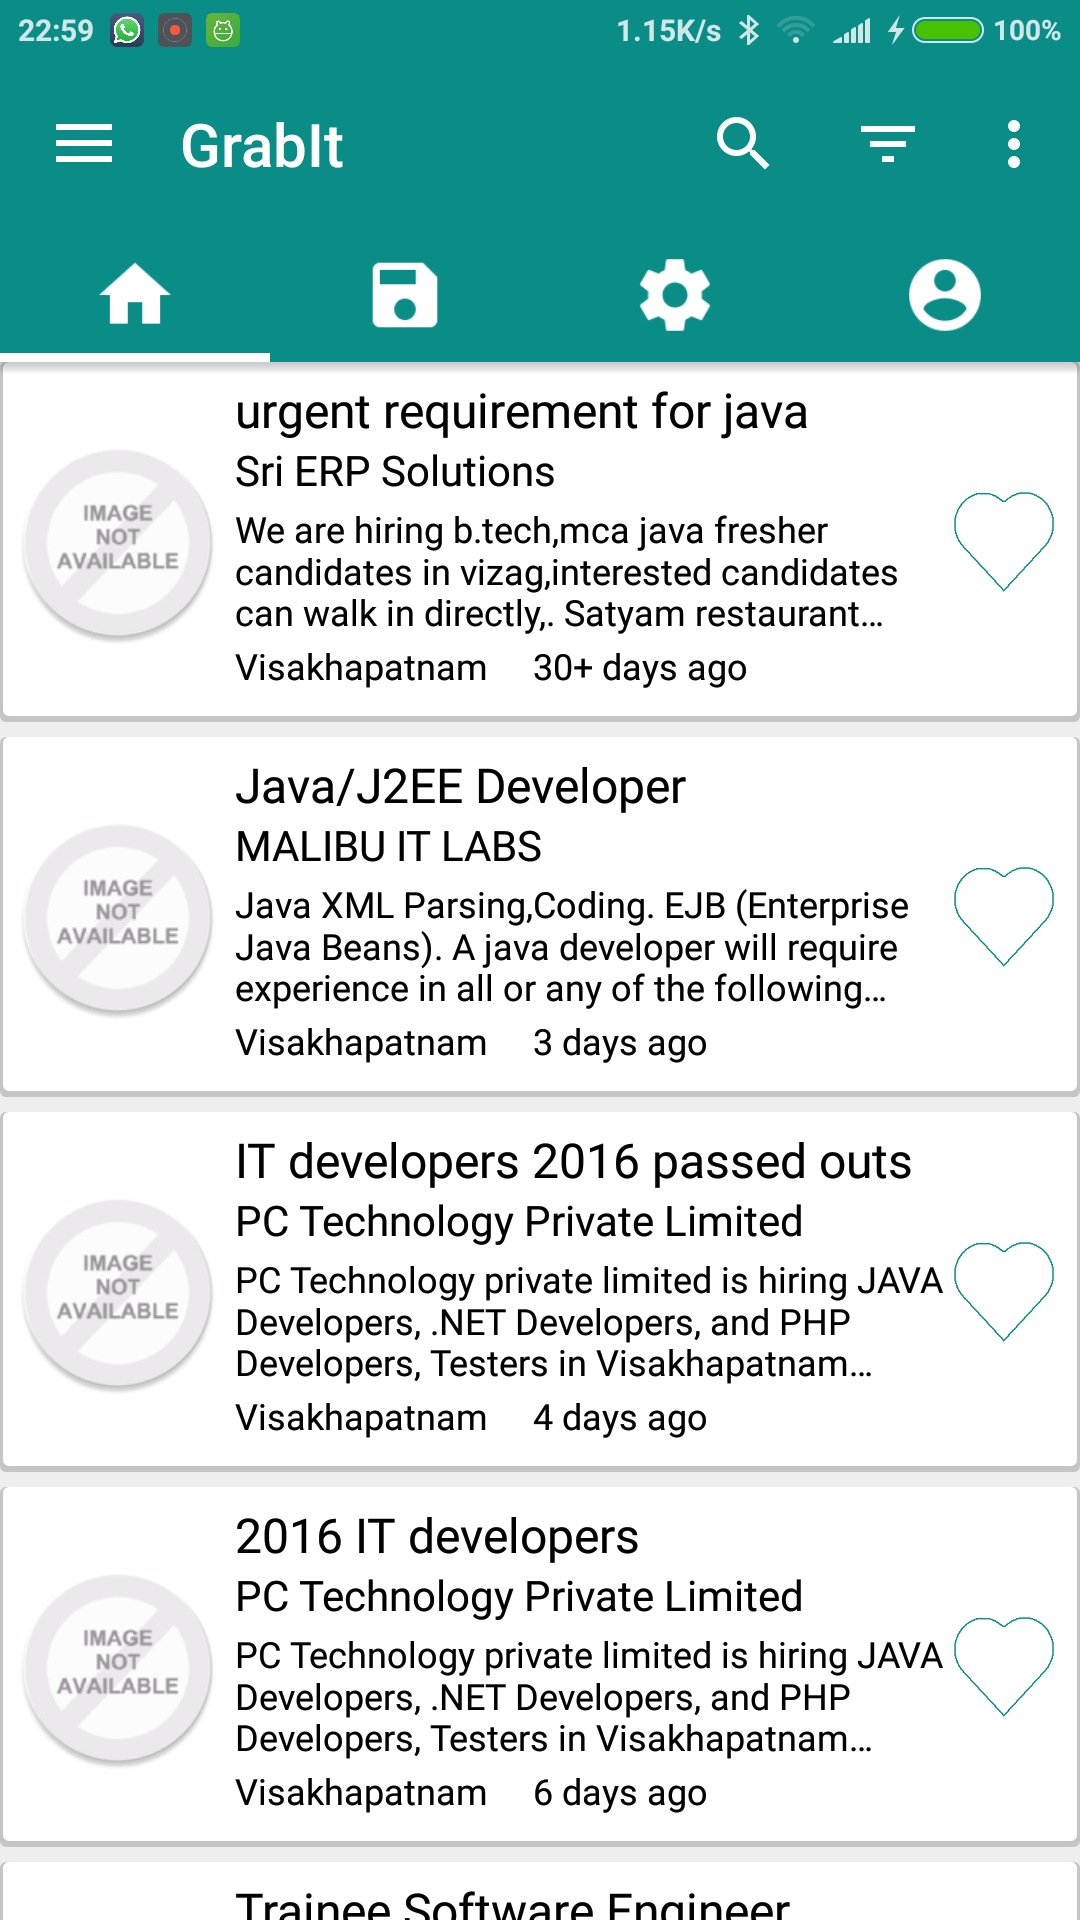 22:59 1.15K/s 100%
GrabIt
urgent requirement for java
Sri ERP Solutions
IMAGE
NOT
AVAILABLE
We are hiring b.tech,mca java fresher
candidates in vizag,interested candidates
can walk in directly,. Satyam restaurant...
Visakhapatnam 30+ days ago
Java/J2EE Developer
MALIBU IT LABS
IMAGE
NOT
AVAILABLE
Java XML Parsing,Coding. EJB (Enterprise
Java Beans). A java developer will require
experience in all or any of the following...
Visakhapatnam 3 days ago
IT developers 2016 passed outs
PC Technology Private Limited
IMAGE
NOT
AVAILABLE
PC Technology private limited is hiring JAVA
Developers, .NET Developers, and PHP
Developers, Testers in Visakhapatnam...
Visakhapatnam 4 days ago
2016 IT developers
PC Technology Private Limited
IMAGE
NOT
AVAILABLE
PC Technology private limited is hiring JAVA
Developers, .NET Developers, and PHP
Developers, Testers in Visakhapatnam...
Visakhapatnam 6 days ago
Trainee Software Engineer